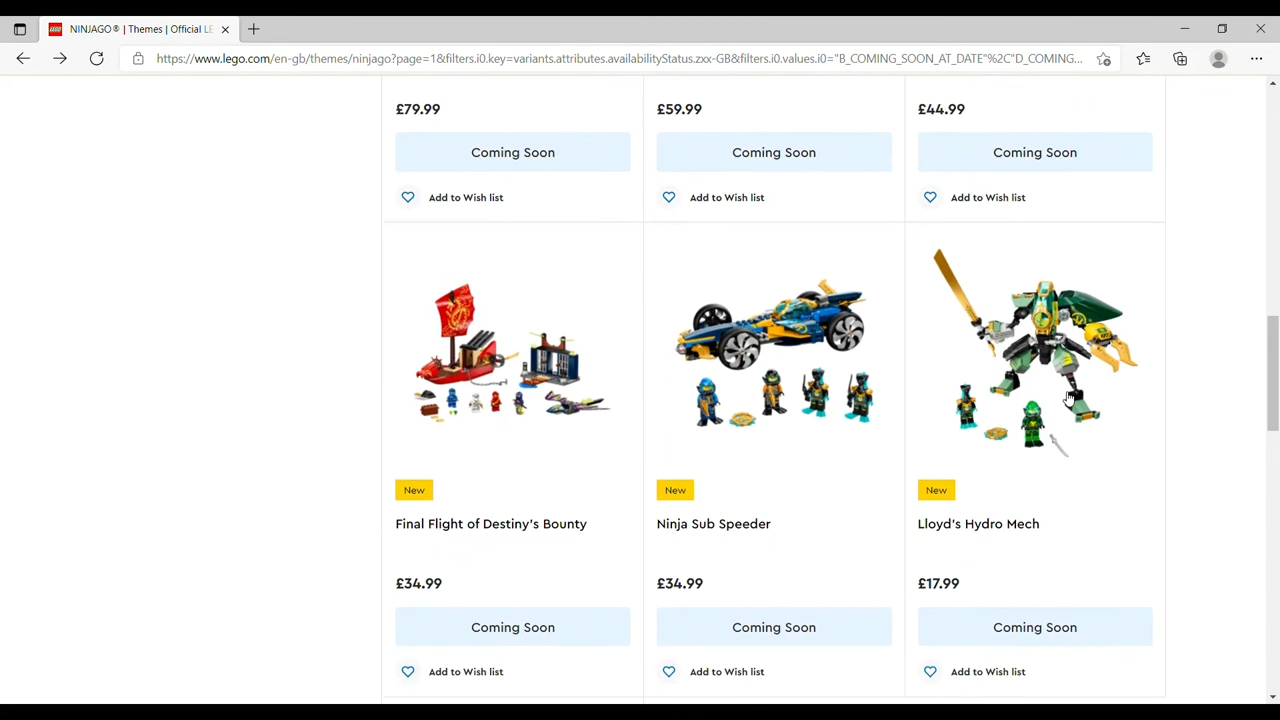 NINJAGO® | Themes | Official LE
https://www.lego.com/en-gb/themes/ninjago?page=1&filters.i0.key=variants.attributes.availabilityStatus.zxx-GB&filters.i0.values.i0="B_COMING_SOON_AT_DATE"%2C"D_COMING...
£79.99 £59.99 £44.99
Coming Soon Coming Soon Coming Soon
Add to Wish list Add to Wish list Add to Wish list
New New New
Final Flight of Destiny's Bounty Ninja Sub Speeder Lloyd's Hydro Mech
£34.99 £34.99 £17.99
Coming Soon Coming Soon Coming Soon
Add to Wish list Add to Wish list Add to Wish list